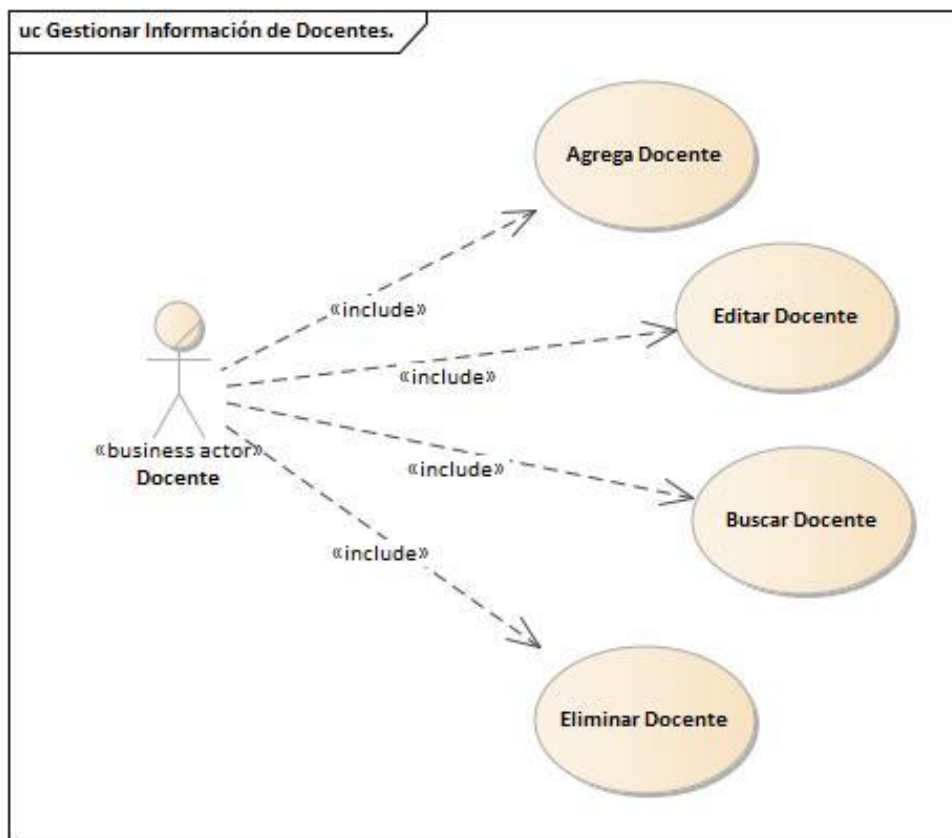 uc Gestionar Información de Docentes.
Agrega Docente
«include»
Editar Docente
«include»
«business actor»
Docente
«include»
Buscar Docente
«include»
Eliminar Docente